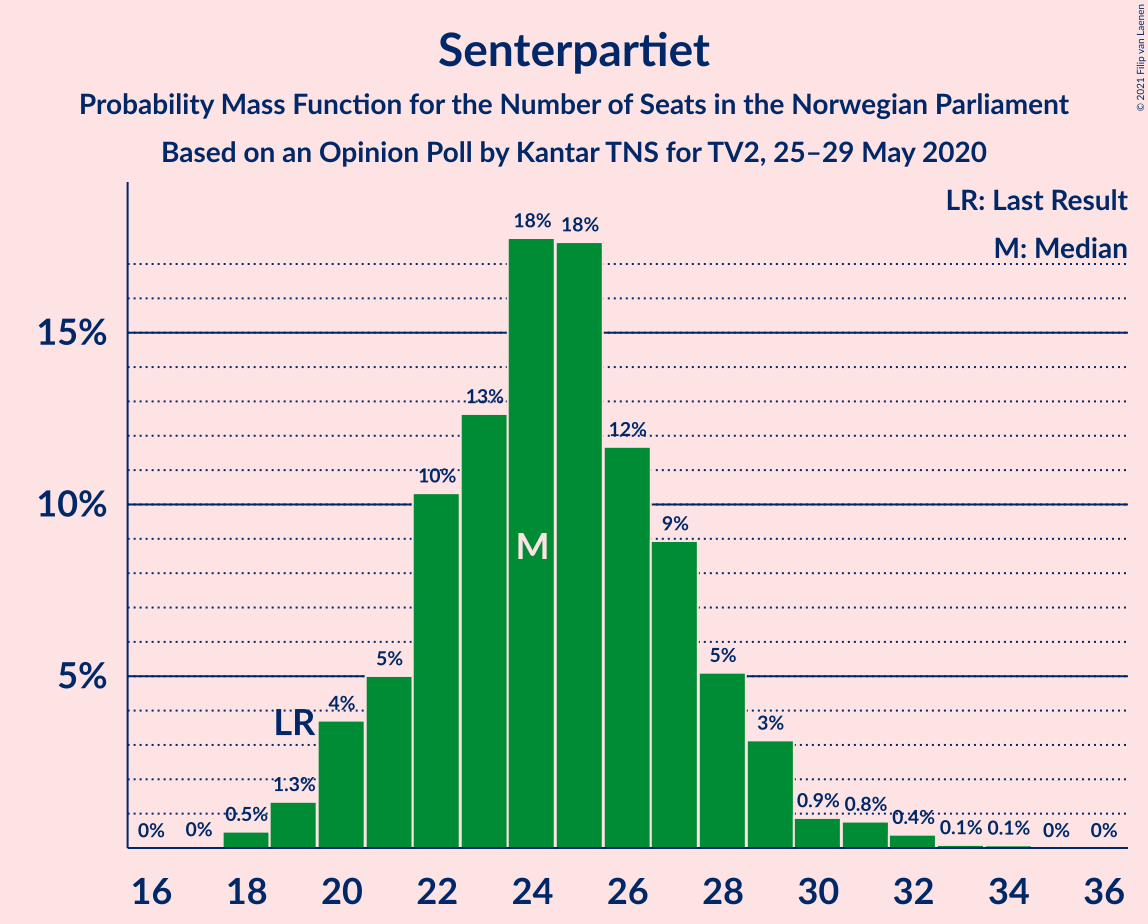 Senterpartiet
Probability Mass Function for the Number of Seats in the Norwegian Parliament
Based on an Opinion Poll by Kantar TNS for TV2, 25–29 May 2020
© 2021 Filip van Laenen
LR: Last Result
M: Median
15%
10%
5%
0%
0%
0.5%
1.3%
LR
4%
5%
10%
13%
18%
M
18%
12%
9%
5%
3%
0.9%
0.8%
0.4%
0.1%
0.1%
0%
0%
16 18 20 22 24 26 28 30 32 34 36